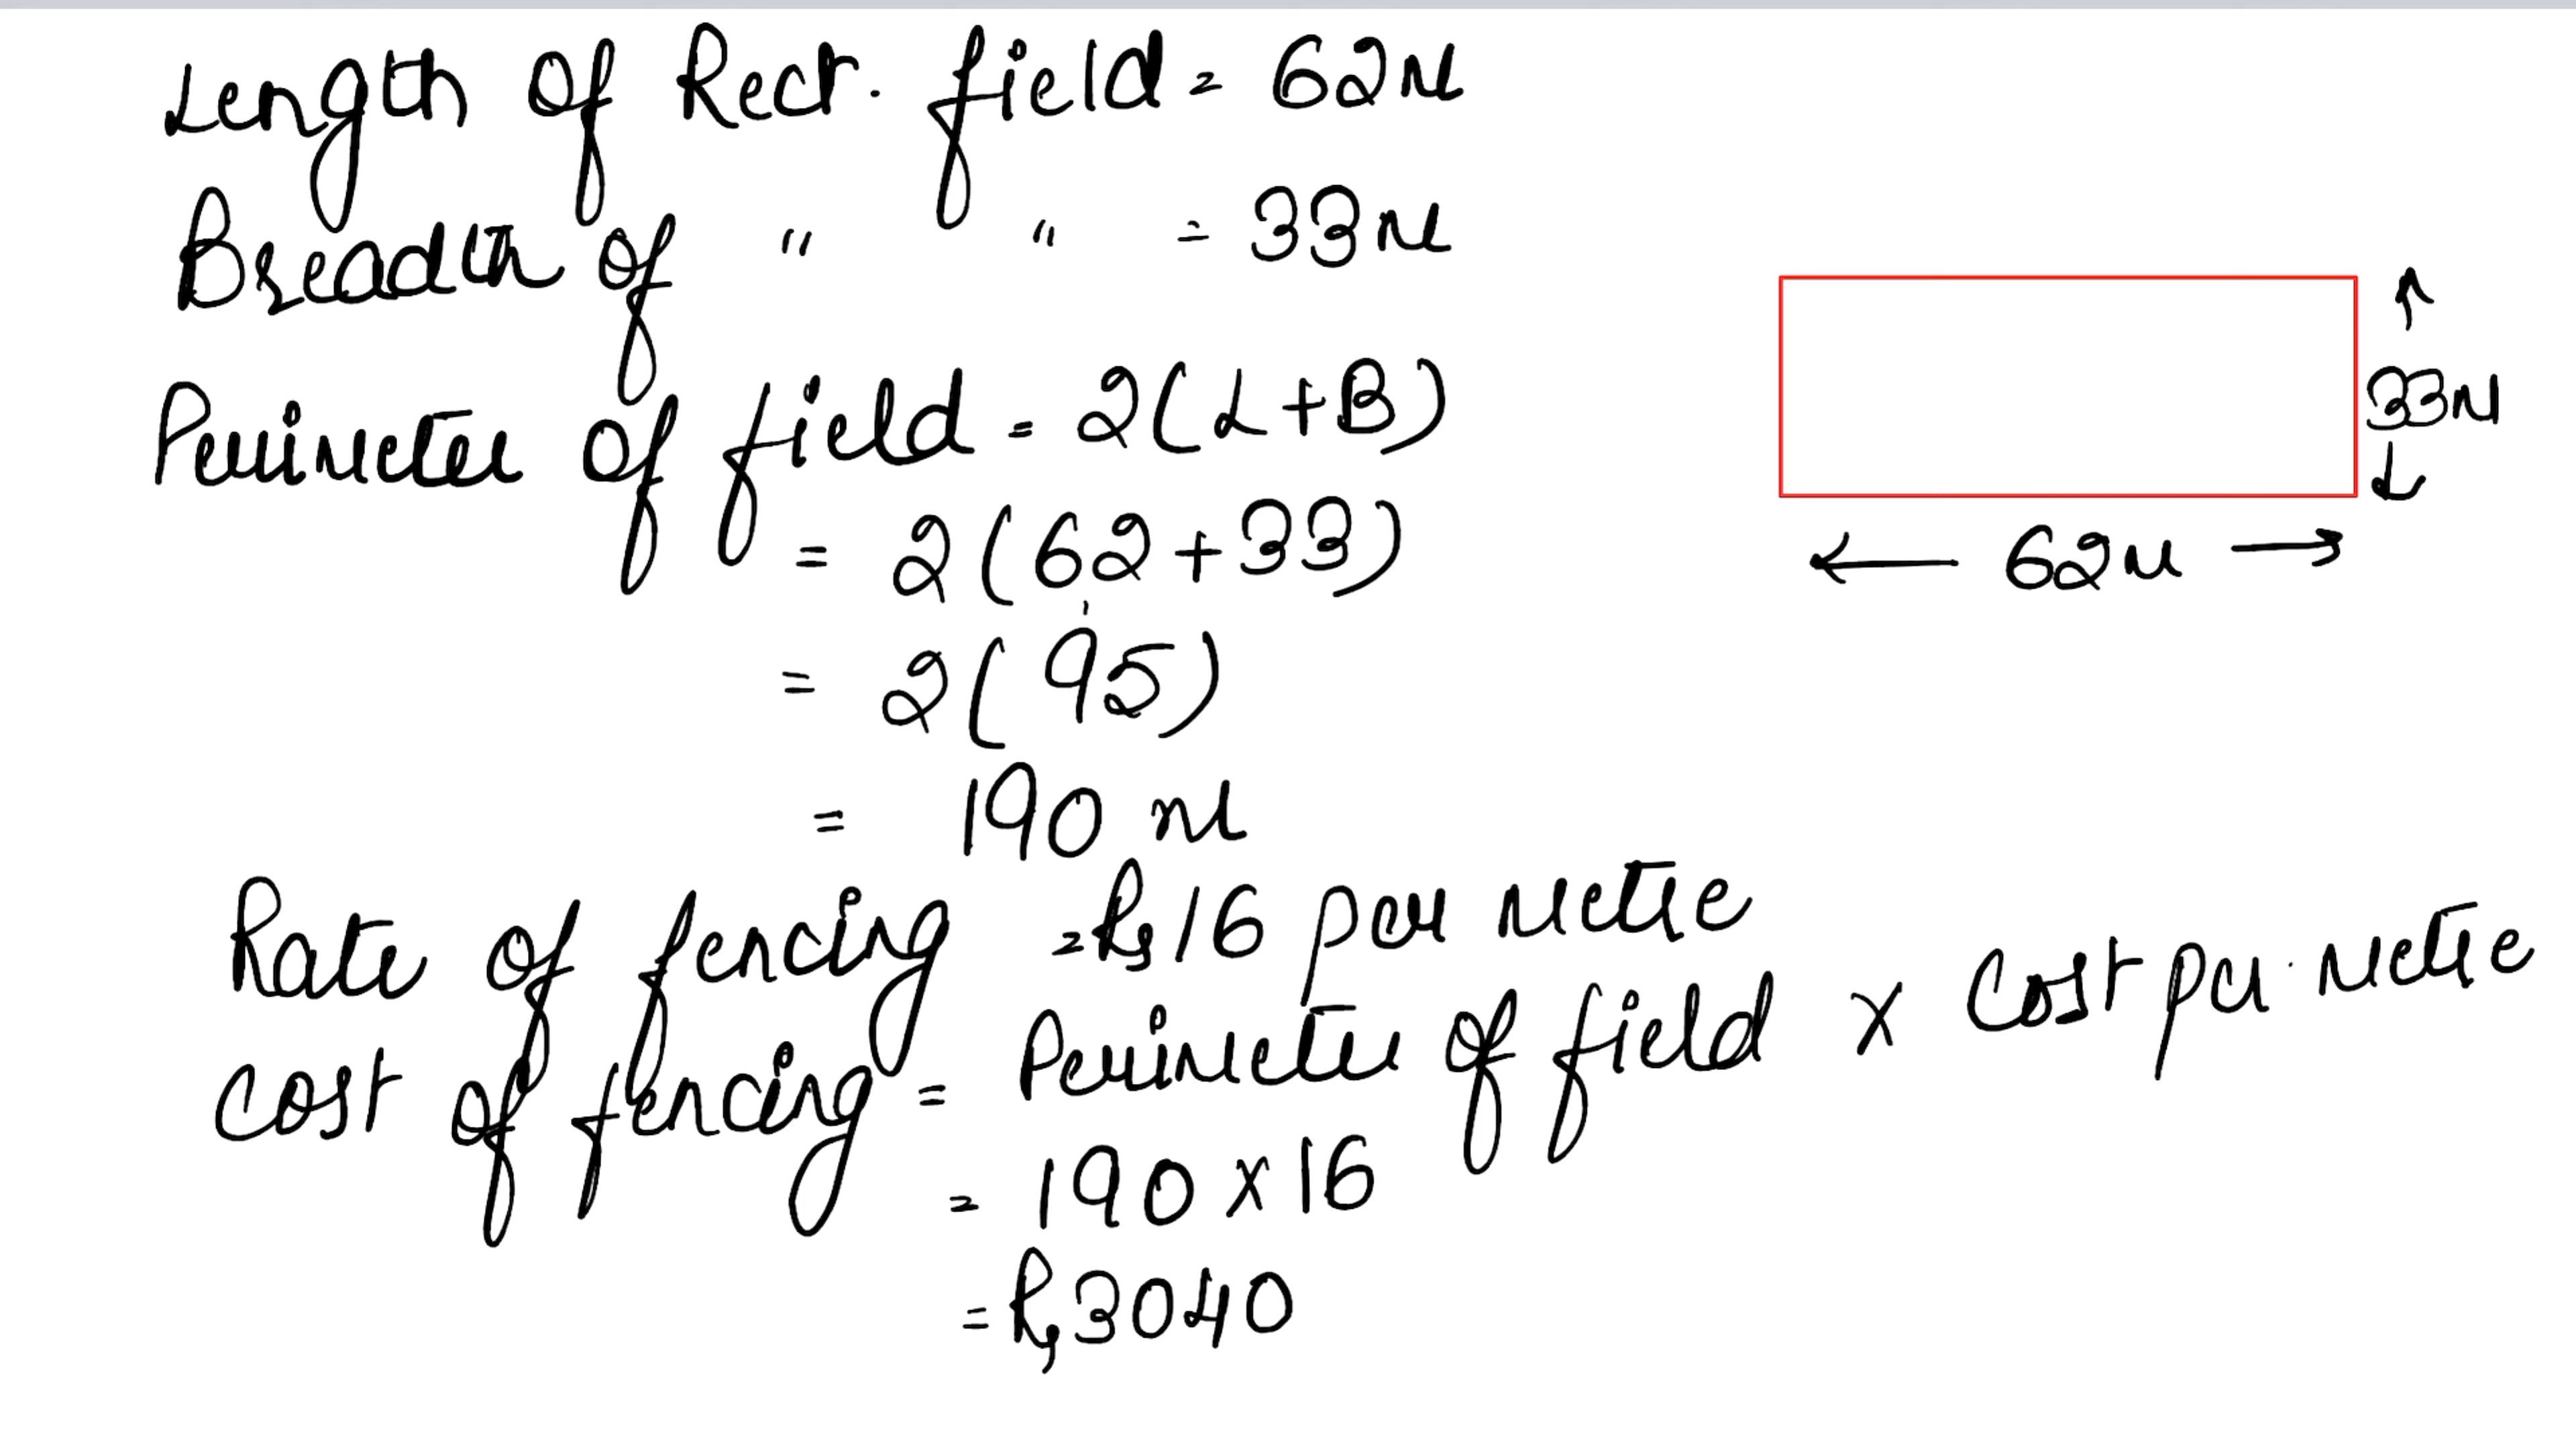 Length of Rect. field = 62m
Breadth of " " = 33m
Perimeter of field = 2(L+B)
= 2(62+33)
= 2(95)
= 190 m
Rate of fencing = Rs 16 per metre
Cost of fencing = Perimeter of field x Cost per metre
= 190 x 16
= Rs 3040
33m
62m